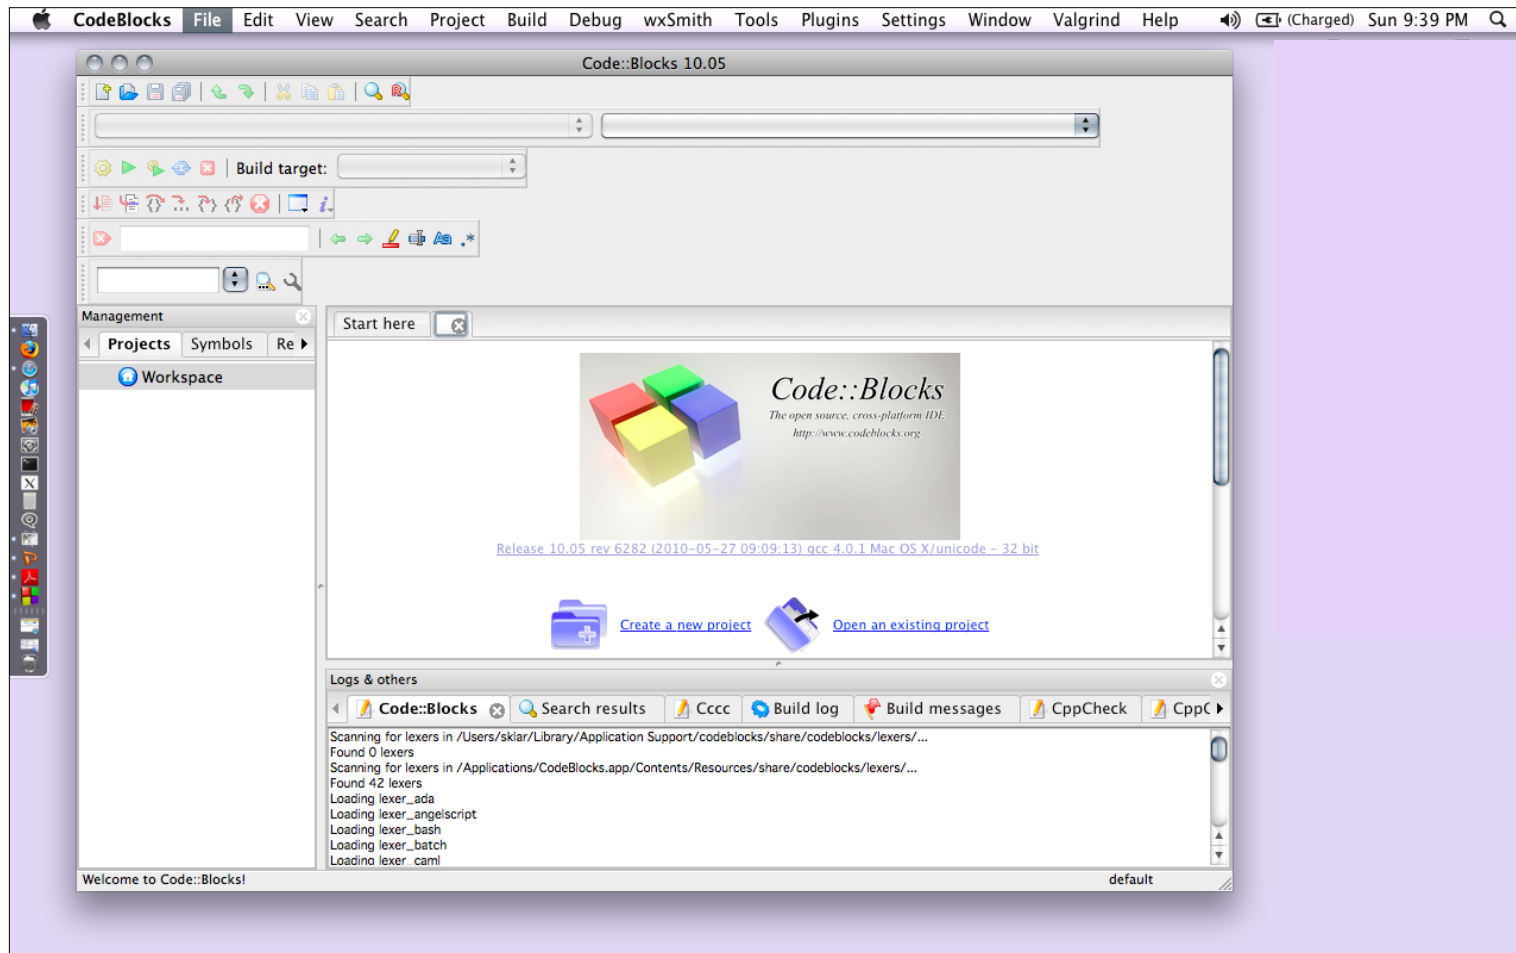 CodeBlocks File Edit View Search Project Build Debug wxSmith Tools Plugins Settings Window Valgrind Help (Charged) Sun 9:39 PM
Code::Blocks 10.05
Build target:
Management
Projects Symbols Re
Workspace
Start here
Code::Blocks
The open source, cross-platform IDE
http://www.codeblocks.org
Release 10.05 rev 6282 (2010-05-27 09:09:13) gcc 4.0.1 Mac OS X/unicode - 32 bit
Create a new project Open an existing project
Logs & others
Code::Blocks Search results Cccc Build log Build messages CppCheck CppC
Scanning for lexers in /Users/sklar/Library/Application Support/codeblocks/share/codeblocks/lexers/...
Found 0 lexers
Scanning for lexers in /Applications/CodeBlocks.app/Contents/Resources/share/codeblocks/lexers/...
Found 42 lexers
Loading lexer_ada
Loading lexer_angelscript
Loading lexer_bash
Loading lexer_batch
Loading lexer_caml
Welcome to Code::Blocks! default